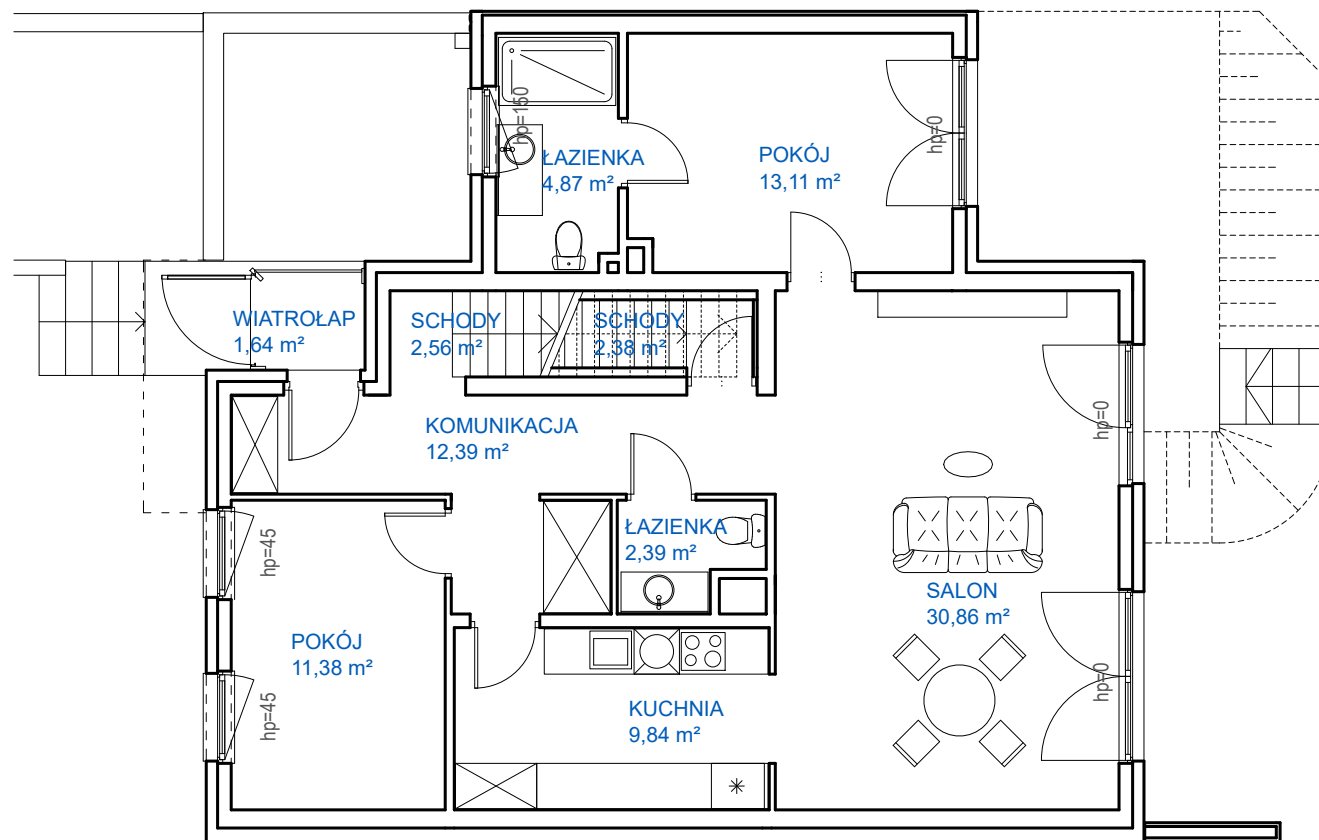 hp=150
ŁAZIENKA
4,87 m²
POKÓJ
13,11 m²
hp=0
WIATROŁAP
1,64 m²
SCHODY
2,56 m²
SCHODY
2,38 m²
KOMUNIKACJA
12,39 m²
hp=0
hp=45
ŁAZIENKA
2,39 m²
SALON
30,86 m²
POKÓJ
11,38 m²
hp=45
KUCHNIA
9,84 m²
hp=0